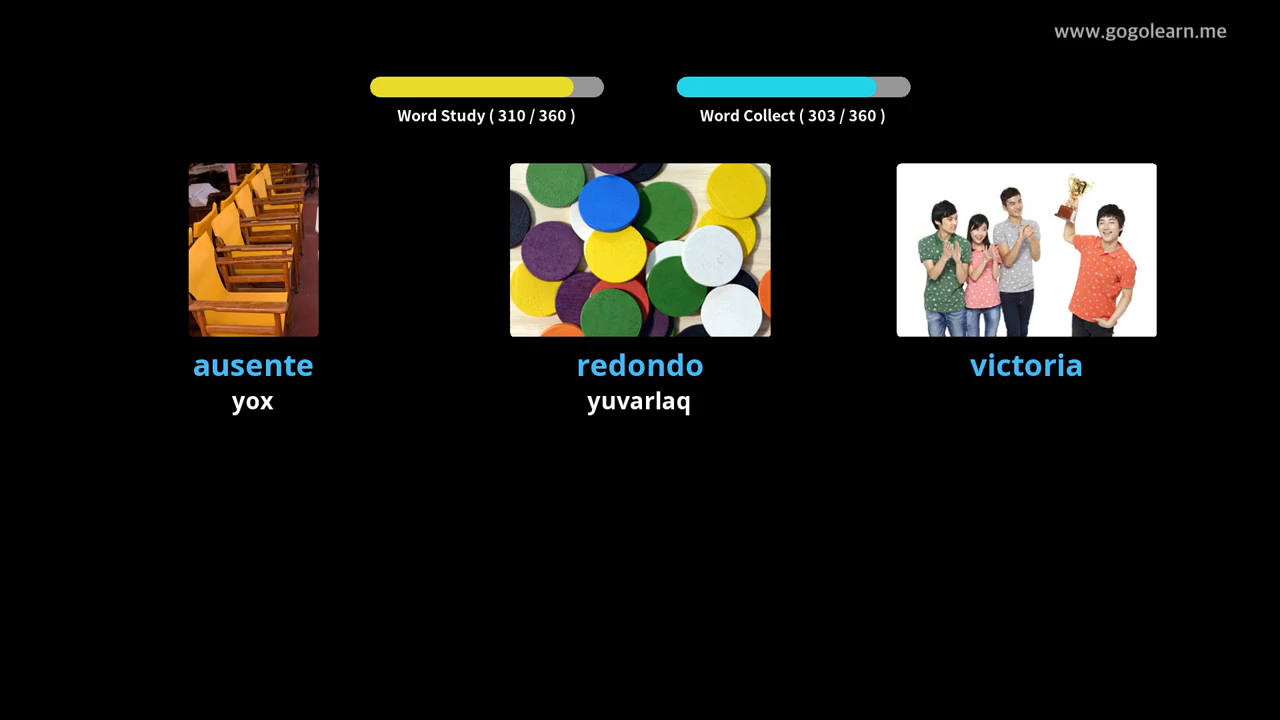 www.gogolearn.me
Word Study ( 310 / 360 )
Word Collect ( 303 / 360 )
ausente
yox
redondo
yuvarlaq
victoria